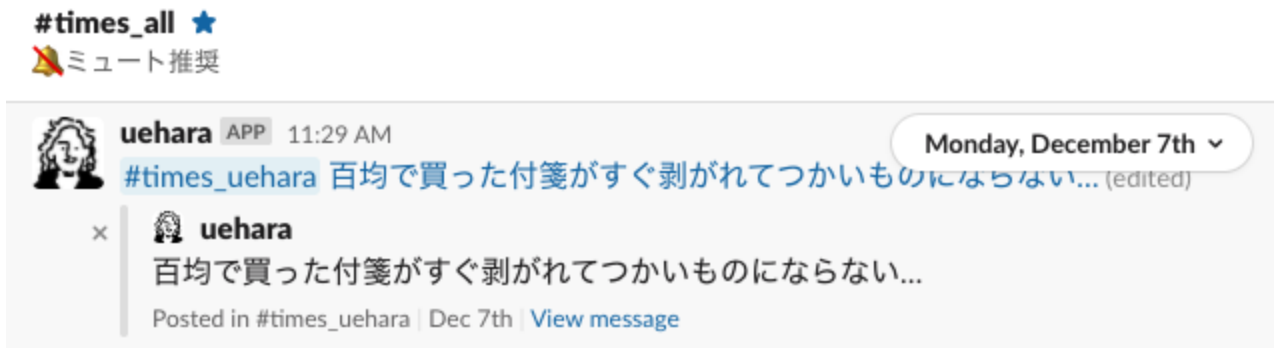 #times_all
ミュート推奨
uehara APP 11:29 AM
Monday, December 7th
#times_uehara 百均で買った付箋がすぐ剥がれてつかいものにならない... (edited)
× uehara
百均で買った付箋がすぐ剥がれてつかいものにならない...
Posted in #times_uehara | Dec 7th | View message